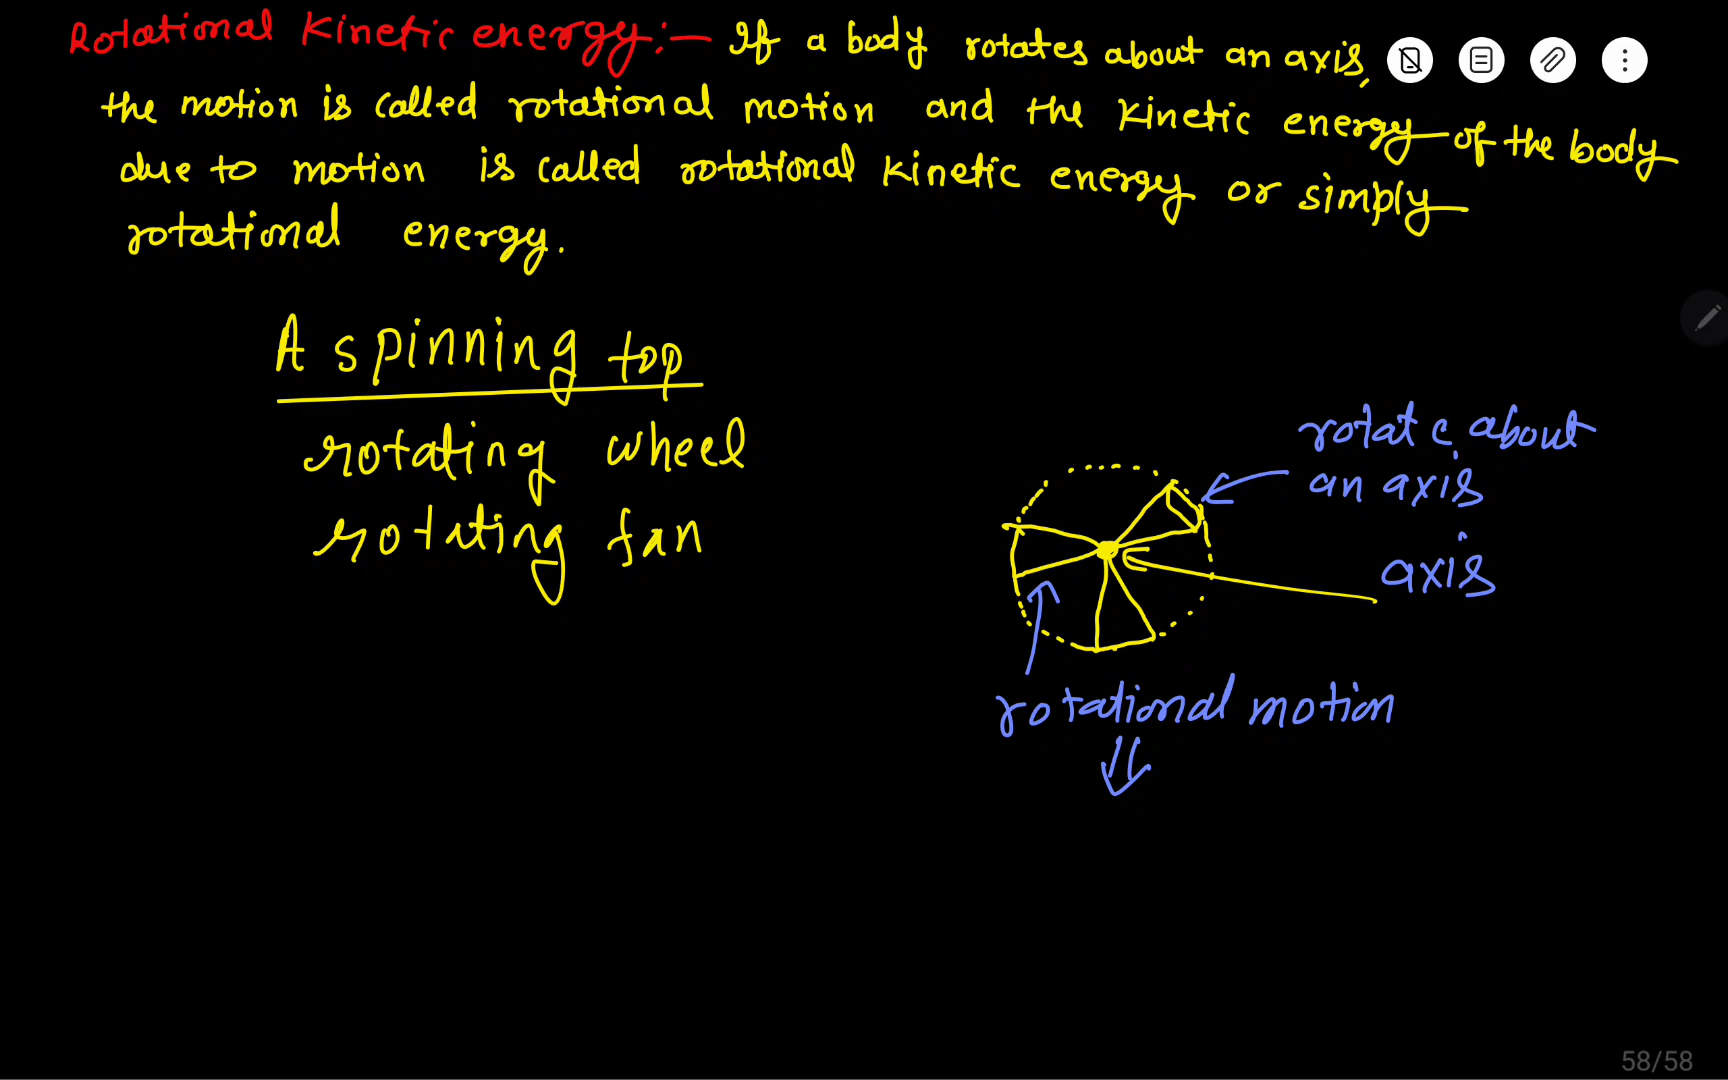 Rotational Kinetic energy:- If a body rotates about an axis,
the motion is called rotational motion and the kinetic energy of the body
due to motion is called rotational kinetic energy or simply
rotational energy.
A spinning top
rotating wheel
rotating fan
rotate about
an axis
axis
rotational motion
58/58